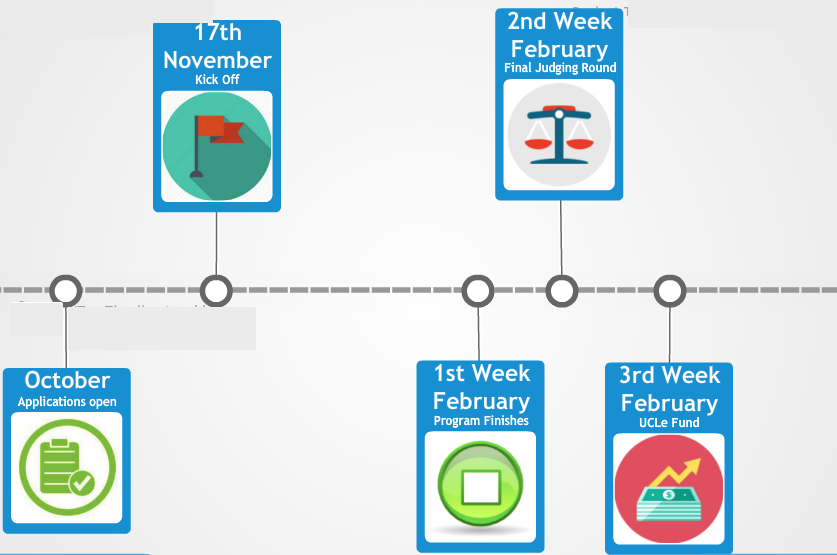 17th
November
Kick Off
2nd Week
February
Final Judging Round
October
Applications open
1st Week
February
Program Finishes
3rd Week
February
UCLe Fund
$